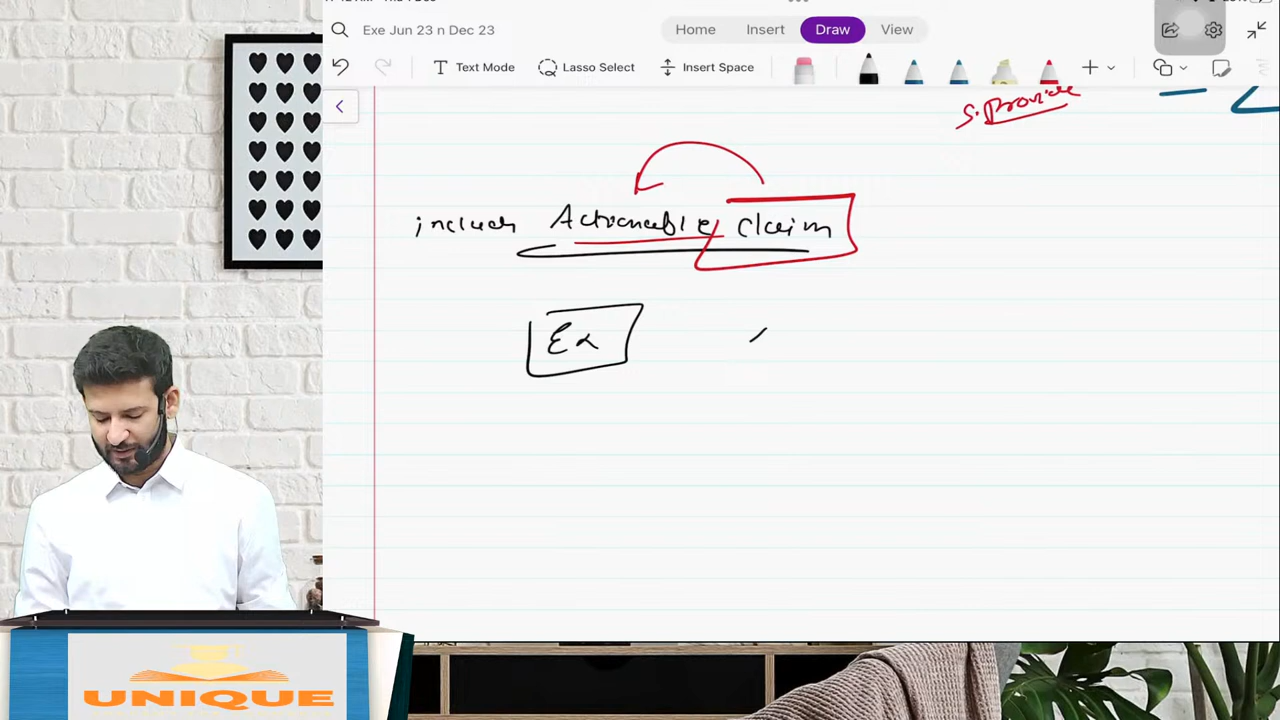 Exe Jun 23 n Dec 23
Home Insert Draw View
Text Mode Lasso Select Insert Space
S. Provide
include Actionable claim
Ex
UNIQUE